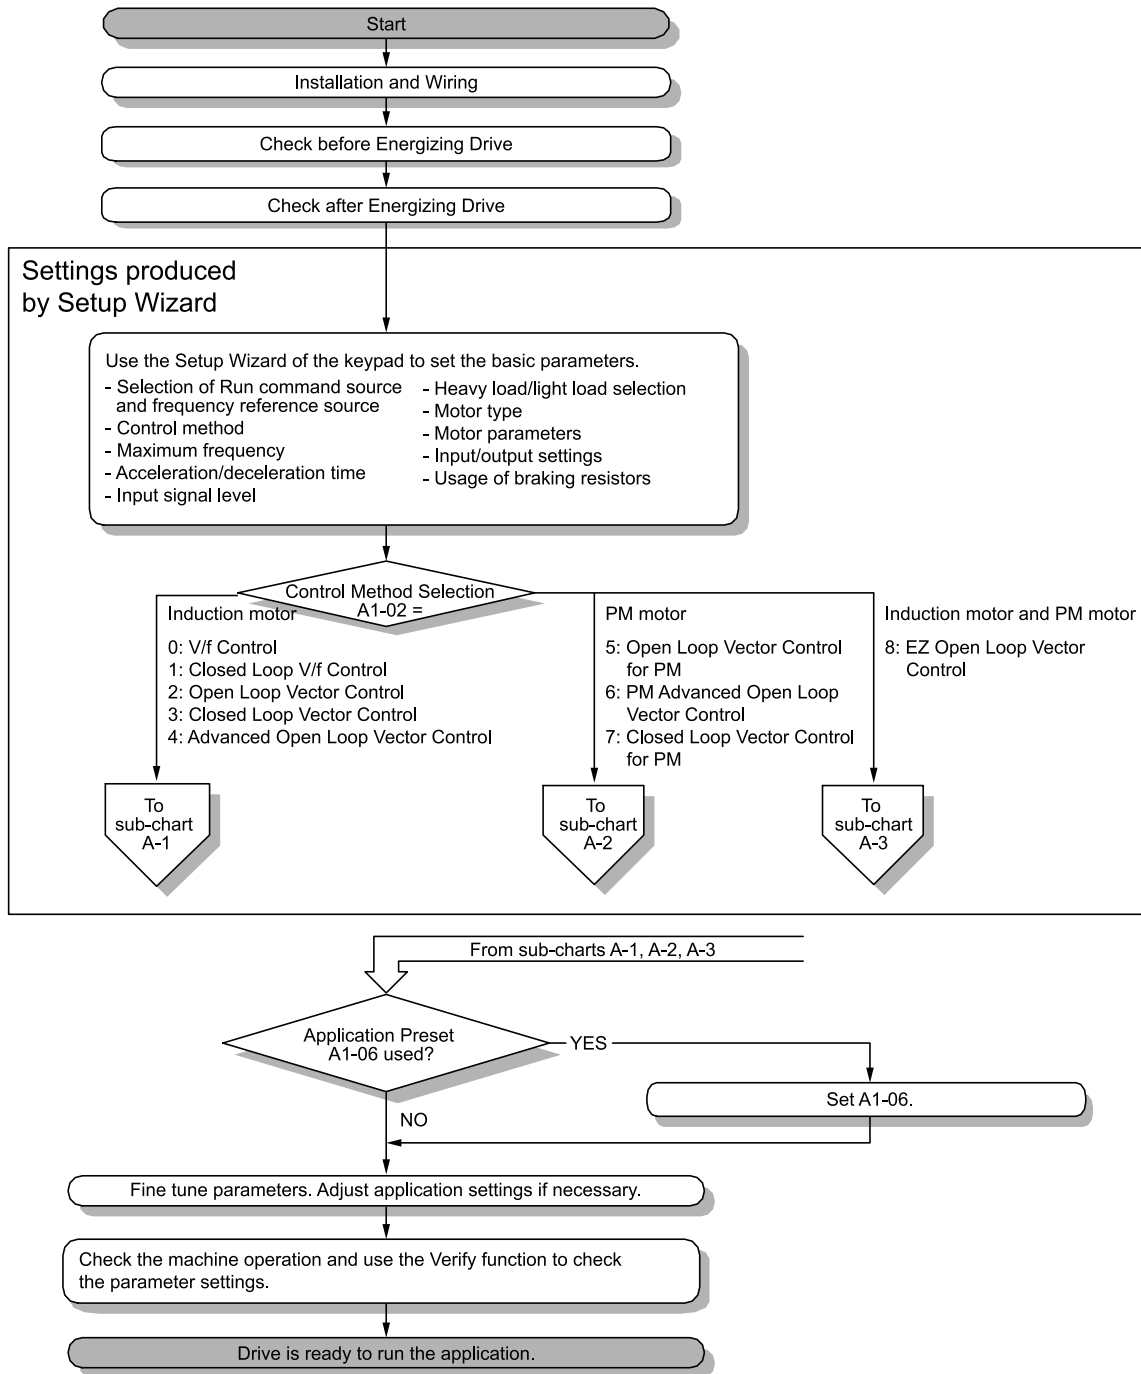 Start
Installation and Wiring
Check before Energizing Drive
Check after Energizing Drive
Settings produced
by Setup Wizard
Use the Setup Wizard of the keypad to set the basic parameters.
- Selection of Run command source
and frequency reference source
- Control method
- Maximum frequency
- Acceleration/deceleration time
- Input signal level
- Heavy load/light load selection
- Motor type
- Motor parameters
- Input/output settings
- Usage of braking resistors
Control Method Selection
A1-02 =
Induction motor
0: V/f Control
1: Closed Loop V/f Control
2: Open Loop Vector Control
3: Closed Loop Vector Control
4: Advanced Open Loop Vector Control
PM motor
5: Open Loop Vector Control
for PM
6: PM Advanced Open Loop
Vector Control
7: Closed Loop Vector Control
for PM
Induction motor and PM motor
8: EZ Open Loop Vector
Control
To
sub-chart
A-1
To
sub-chart
A-2
To
sub-chart
A-3
From sub-charts A-1, A-2, A-3
Application Preset
A1-06 used?
YES
Set A1-06.
NO
Fine tune parameters. Adjust application settings if necessary.
Check the machine operation and use the Verify function to check
the parameter settings.
Drive is ready to run the application.